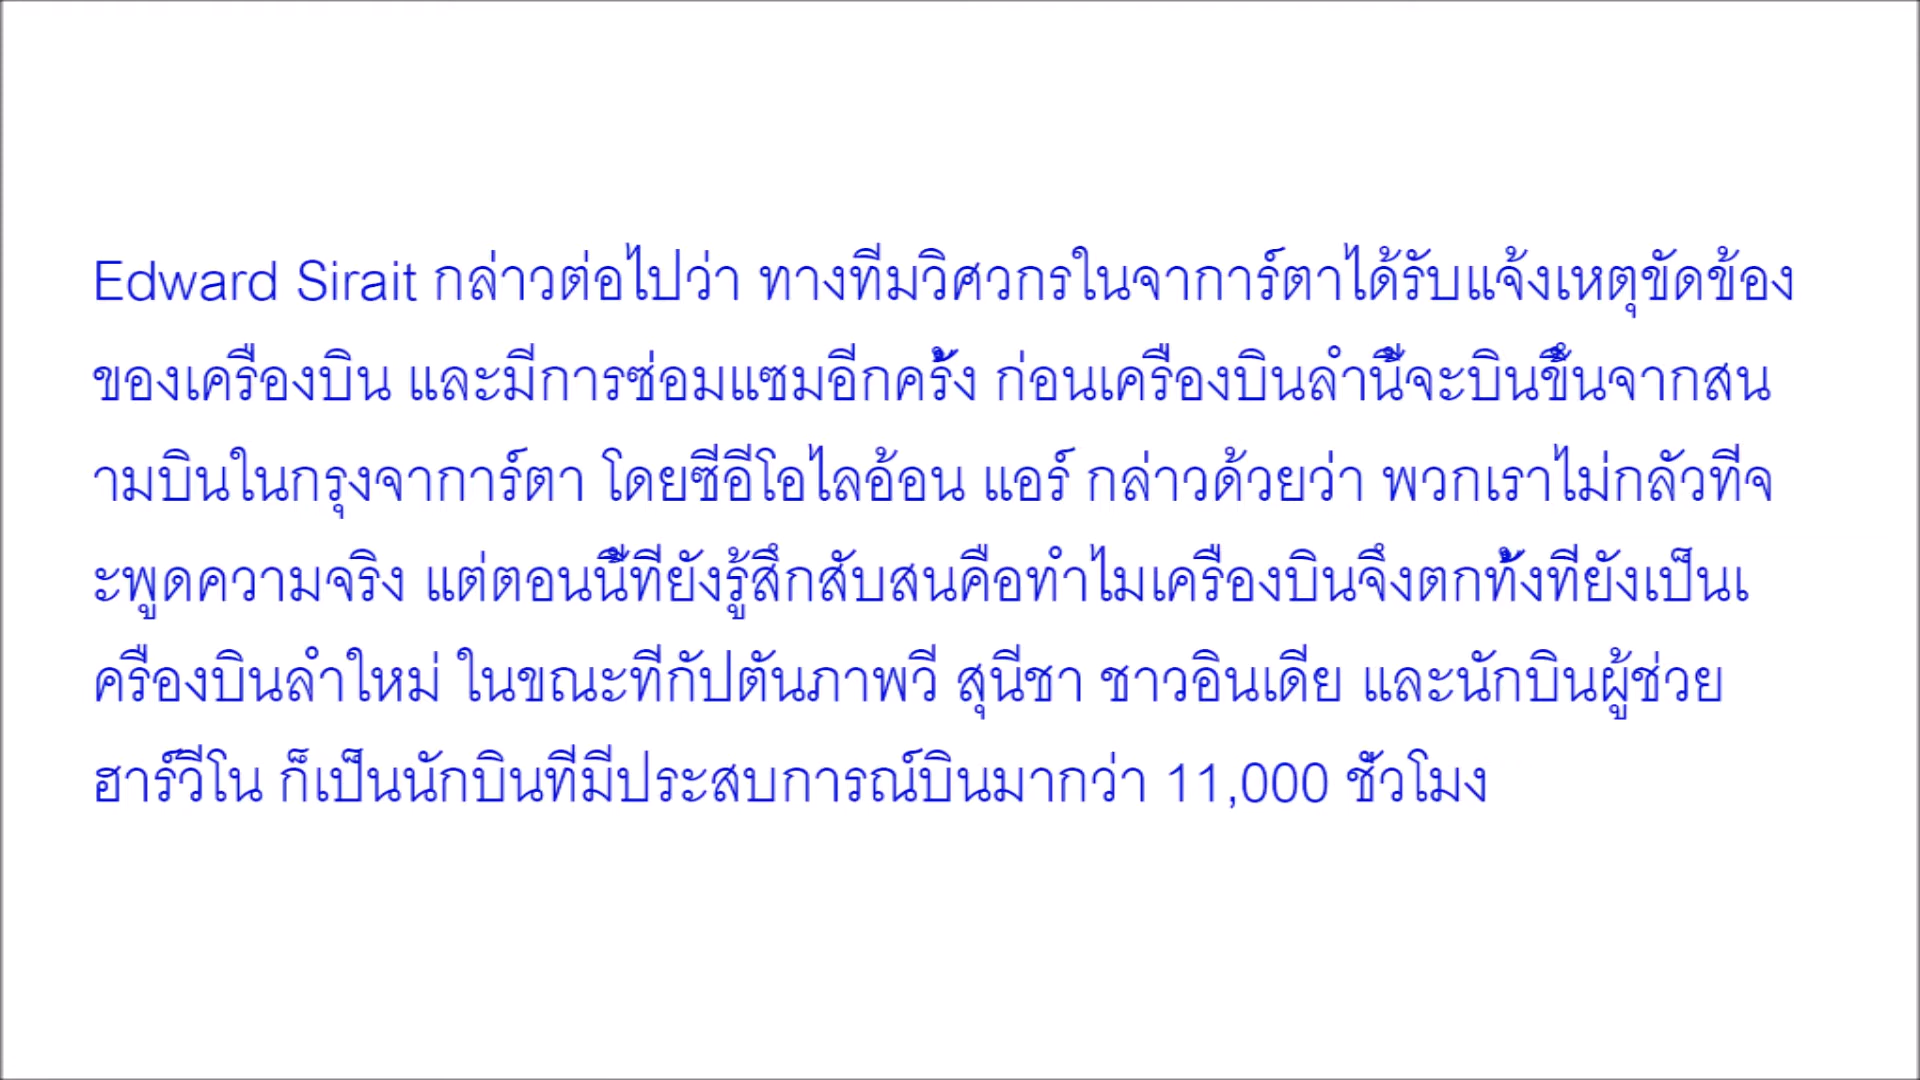 Edward Sirait กล่าวต่อไปว่า ทางทีมวิศวกรในจาการ์ตาได้รับแจ้งเหตุขัดข้อง
ของเครื่องบิน และมีการซ่อมแซมอีกครั้ง ก่อนเครื่องบินลำนี้จะบินขึ้นจากสน
ามบินในกรุงจาการ์ตา โดยซีอีโอไลอ้อน แอร์ กล่าวด้วยว่า พวกเราไม่กลัวที่จ
ะพูดความจริง แต่ตอนนี้ที่ยังรู้สึกสับสนคือทำไมเครื่องบินจึงตกทั้งที่ยังเป็นเ
ครื่องบินลำใหม่ ในขณะที่กัปตันภาพวี สุนีชา ชาวอินเดีย และนักบินผู้ช่วย
ฮาร์วีโน ก็เป็นนักบินที่มีประสบการณ์บินมากว่า 11,000 ชั่วโมง